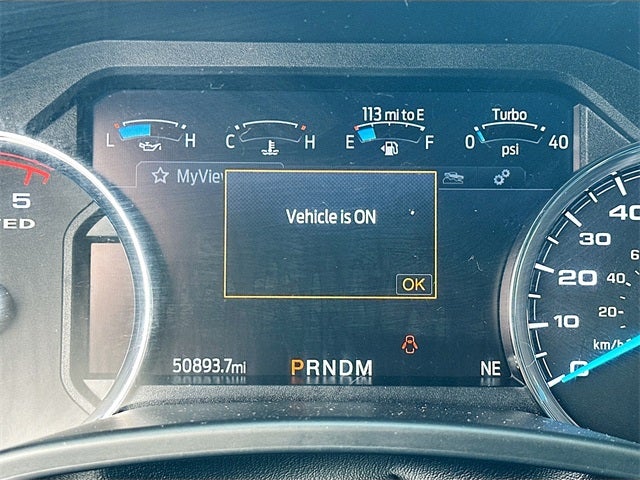 113 mi to E
Turbo
L H C H E F 0 40
psi
MyView
Vehicle is ON
OK
5
40
30
20
10
0
40
20
km/h
50893.7mi
PRNDM
NE